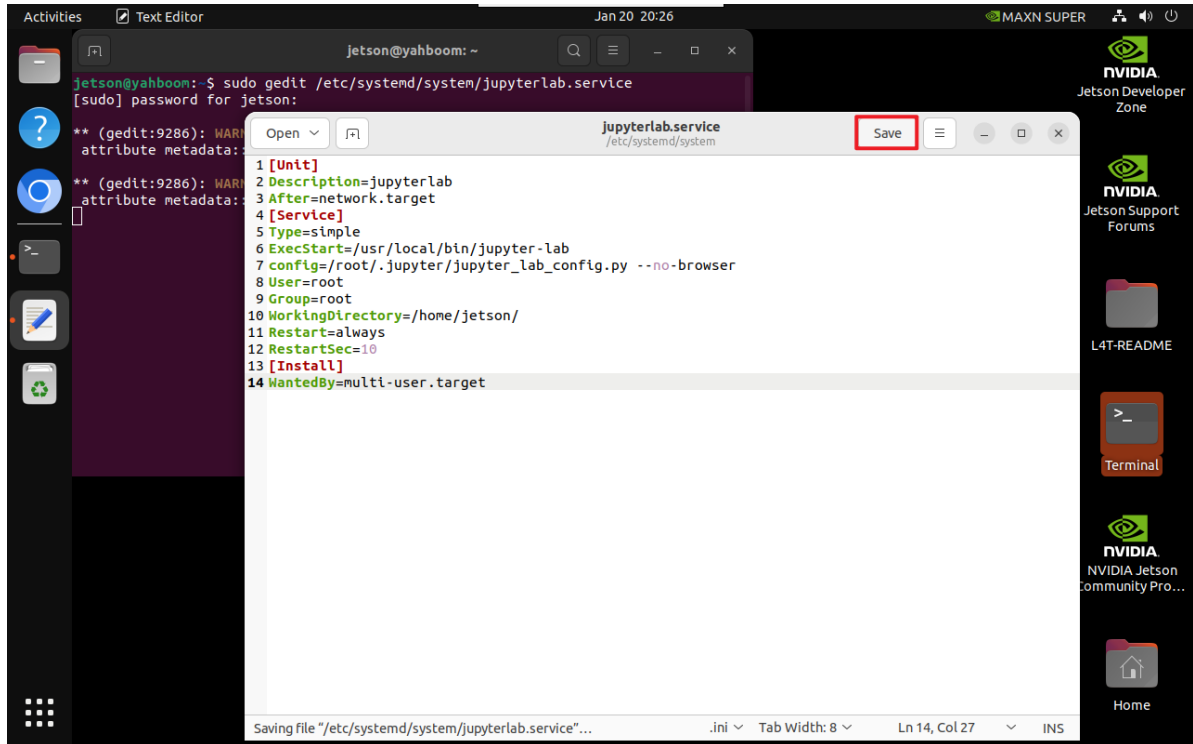 Activities Text Editor Jan 20 20:26 MAXN SUPER
jetson@yahboom: ~
jetson@yahboom:~$ sudo gedit /etc/systemd/system/jupyterlab.service
[sudo] password for jetson:
** (gedit:9286): WARN
attribute metadata::
** (gedit:9286): WARN
attribute metadata::
Open jupyterlab.service Save
/etc/systemd/system
1 [Unit]
2 Description=jupyterlab
3 After=network.target
4 [Service]
5 Type=simple
6 ExecStart=/usr/local/bin/jupyter-lab
7 config=/root/.jupyter/jupyter_lab_config.py --no-browser
8 User=root
9 Group=root
10 WorkingDirectory=/home/jetson/
11 Restart=always
12 RestartSec=10
13 [Install]
14 WantedBy=multi-user.target
Saving file “/etc/systemd/system/jupyterlab.service”… .ini Tab Width: 8 Ln 14, Col 27 INS
NVIDIA.
Jetson Developer
Zone
NVIDIA.
Jetson Support
Forums
L4T-README
>_
Terminal
NVIDIA.
NVIDIA Jetson
Community Pro…
Home
?
>_